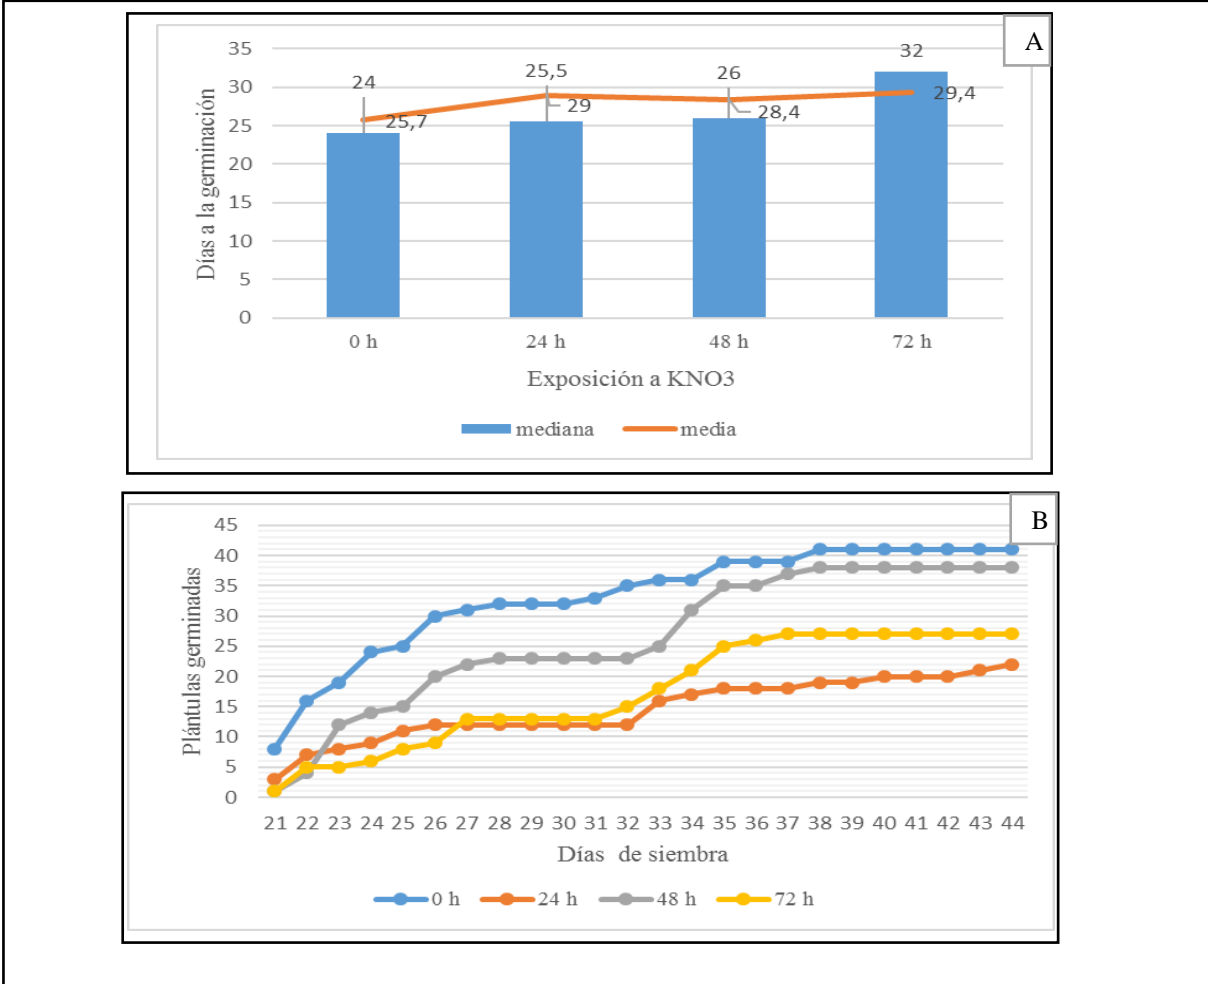 A
35
30
25
20
15
10
5
0
Días a la germinación
24
25,5
26
32
25,7
29
28,4
29,4
0 h 24 h 48 h 72 h
Exposición a KNO3
mediana media
B
45
40
35
30
25
20
15
10
5
0
Plántulas germinadas
21 22 23 24 25 26 27 28 29 30 31 32 33 34 35 36 37 38 39 40 41 42 43 44
Días de siembra
0 h 24 h 48 h 72 h